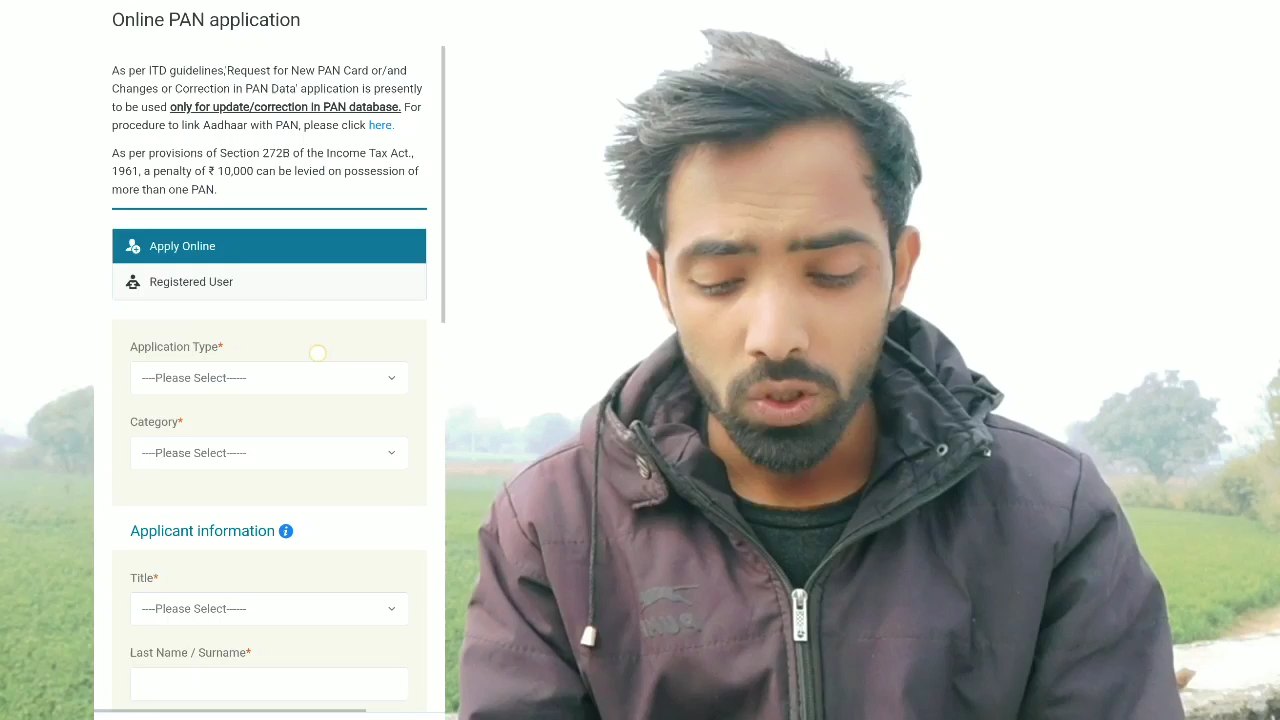 Online PAN application
As per ITD guidelines,'Request for New PAN Card or/and
Changes or Correction in PAN Data' application is presently
to be used only for update/correction in PAN database. For
procedure to link Aadhaar with PAN, please click here.
As per provisions of Section 272B of the Income Tax Act.,
1961, a penalty of ₹ 10,000 can be levied on possession of
more than one PAN.
Apply Online
Registered User
Application Type*
----Please Select------
Category*
----Please Select------
Applicant information i
Title*
----Please Select------
Last Name / Surname*